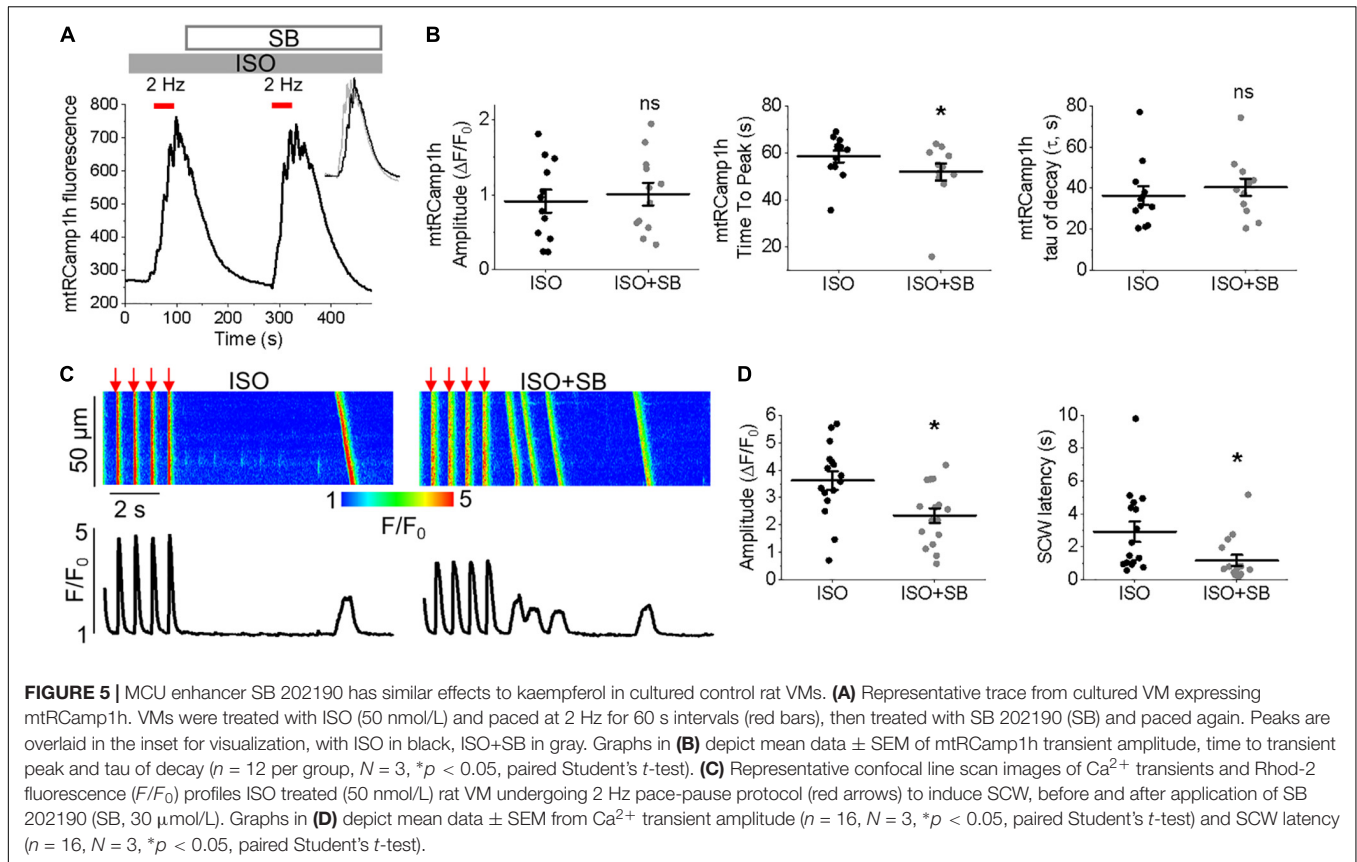 A
SB
ISO
2 Hz 2 Hz
mtRCamp1h fluorescence
800
700
600
500
400
300
200
0 100 200 300 400
Time (s)
B
mtRCamp1h
Amplitude (ΔF/F₀)
2
1
0
ns
ISO ISO+SB
mtRCamp1h
Time To Peak (s)
80
60
40
20
*
ISO ISO+SB
mtRCamp1h
tau of decay (τ, s)
80
60
40
20
0
ns
ISO ISO+SB
C
ISO ISO+SB
50 μm
2 s
1 5
F/F₀
F/F₀
5
1
D
Amplitude (ΔF/F₀)
6
5
4
3
2
1
0
*
ISO ISO+SB
SCW latency (s)
10
8
6
4
2
0
*
ISO ISO+SB
FIGURE 5 | MCU enhancer SB 202190 has similar effects to kaempferol in cultured control rat VMs. (A) Representative trace from cultured VM expressing
mtRCamp1h. VMs were treated with ISO (50 nmol/L) and paced at 2 Hz for 60 s intervals (red bars), then treated with SB 202190 (SB) and paced again. Peaks are
overlaid in the inset for visualization, with ISO in black, ISO+SB in gray. Graphs in (B) depict mean data ± SEM of mtRCamp1h transient amplitude, time to transient
peak and tau of decay (n = 12 per group, N = 3, *p < 0.05, paired Student's t-test). (C) Representative confocal line scan images of Ca²⁺ transients and Rhod-2
fluorescence (F/F₀) profiles ISO treated (50 nmol/L) rat VM undergoing 2 Hz pace-pause protocol (red arrows) to induce SCW, before and after application of SB
202190 (SB, 30 μmol/L). Graphs in (D) depict mean data ± SEM from Ca²⁺ transient amplitude (n = 16, N = 3, *p < 0.05, paired Student's t-test) and SCW latency
(n = 16, N = 3, *p < 0.05, paired Student's t-test).